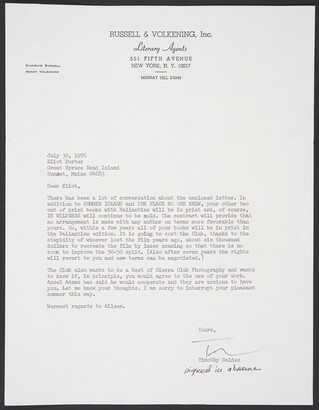 RUSSELL & VOLKENING, Inc.
Literary Agents
551 FIFTH AVENUE
NEW YORK, N. Y. 10017
MURRAY HILL
DIARMUID RUSSELL
HENRY VOLKENING
July 30, 1976
Eliot Porter
Great Spruce Head Island
Sunset, Maine 04683
Dear Eliot,
There has been a lot of conversation about the enclosed letter. In
addition to SUMMER ISLAND and THE PLACE NO ONE KNEW, your other two
out of print books with Ballantine will be in print and, of course,
IN WILDNESS will continue to be sold. The contract will provide that
no arrangement is made with any author on terms more favorable than
yours. So, within a few years all of your books will be in print in
the Ballantine edition. It is going to cost the Club, thanks to the
stupidity of whoever lost the film years ago, about six thousand
dollars to recreate the film by laser scanning so that there is no
room to improve the 50-50 split. (Also after seven years the rights
will revert to you and new terms can be negotiated.)
The Club also wants to do a Best of Sierra Club Photography and wants
to know if, in principle, you would agree to the use of your work.
Ansel Adams has said he would cooperate and they are anxious to have
you. Let me know your thoughts. I am sorry to interrupt your pleasant
summer this way.
Warmest regards to Aileen.
Yours,
Timothy Seldes
signed in absence